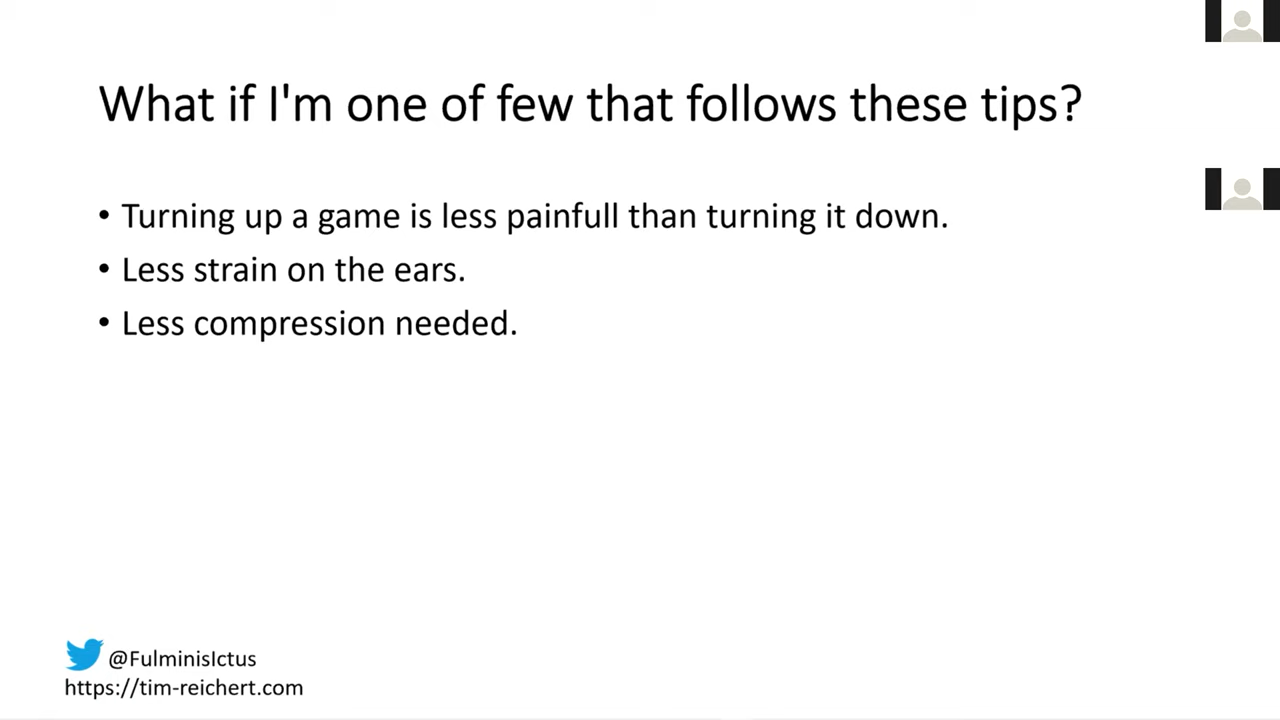 What if I'm one of few that follows these tips?
• Turning up a game is less painfull than turning it down.
• Less strain on the ears.
• Less compression needed.
@FulminisIctus
https://tim-reichert.com